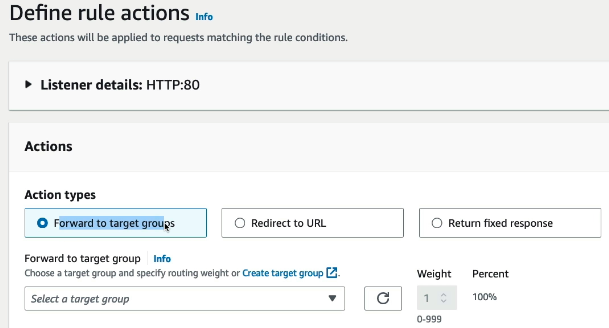 Define rule actions Info
These actions will be applied to requests matching the rule conditions.
Listener details: HTTP:80
Actions
Action types
Forward to target groups
Redirect to URL
Return fixed response
Forward to target group Info
Choose a target group and specify routing weight or Create target group.
Select a target group
Weight
Percent
1
100%
0-999